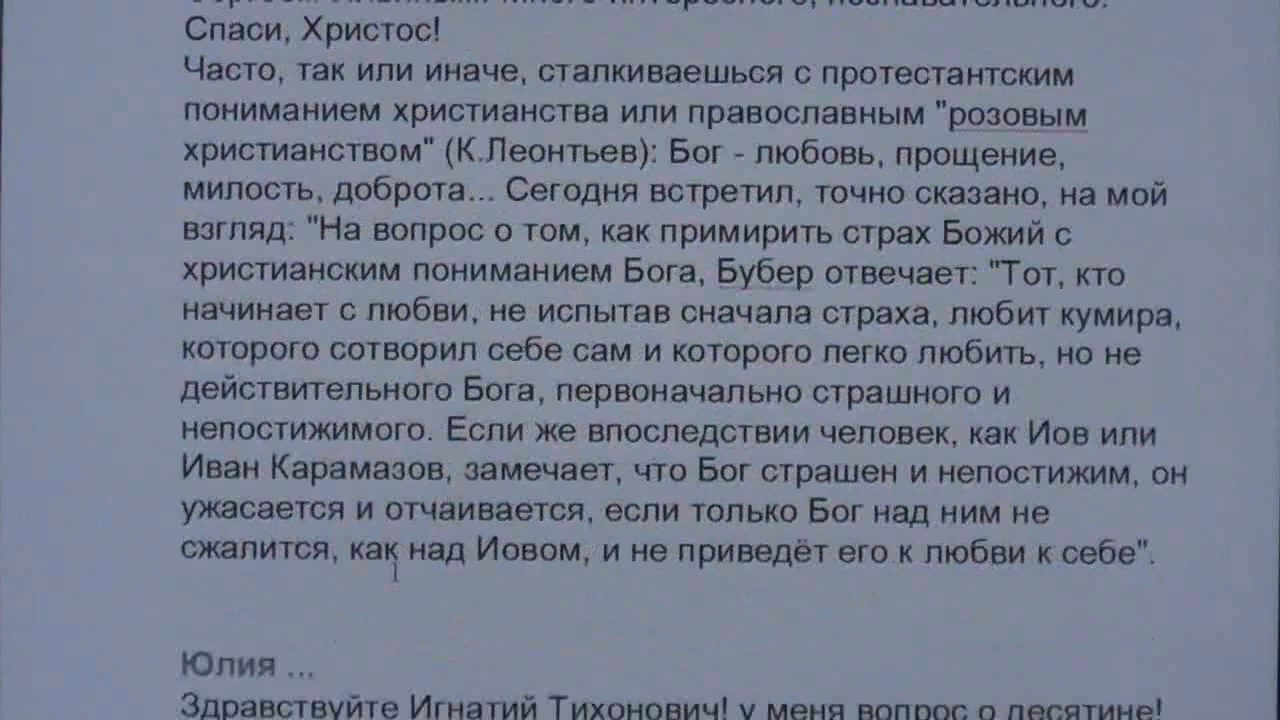 Спаси, Христос!
Часто, так или иначе, сталкиваешься с протестантским
пониманием христианства или православным "розовым
христианством" (К.Леонтьев): Бог - любовь, прощение,
милость, доброта... Сегодня встретил, точно сказано, на мой
взгляд: "На вопрос о том, как примирить страх Божий с
христианским пониманием Бога, Бубер отвечает: "Тот, кто
начинает с любви, не испытав сначала страха, любит кумира,
которого сотворил себе сам и которого легко любить, но не
действительного Бога, первоначально страшного и
непостижимого. Если же впоследствии человек, как Иов или
Иван Карамазов, замечает, что Бог страшен и непостижим, он
ужасается и отчаивается, если только Бог над ним не
сжалится, как над Иовом, и не приведёт его к любви к себе".
Юлия ...
Здравствуйте Игнатий Тихонович! у меня вопрос о десятине!